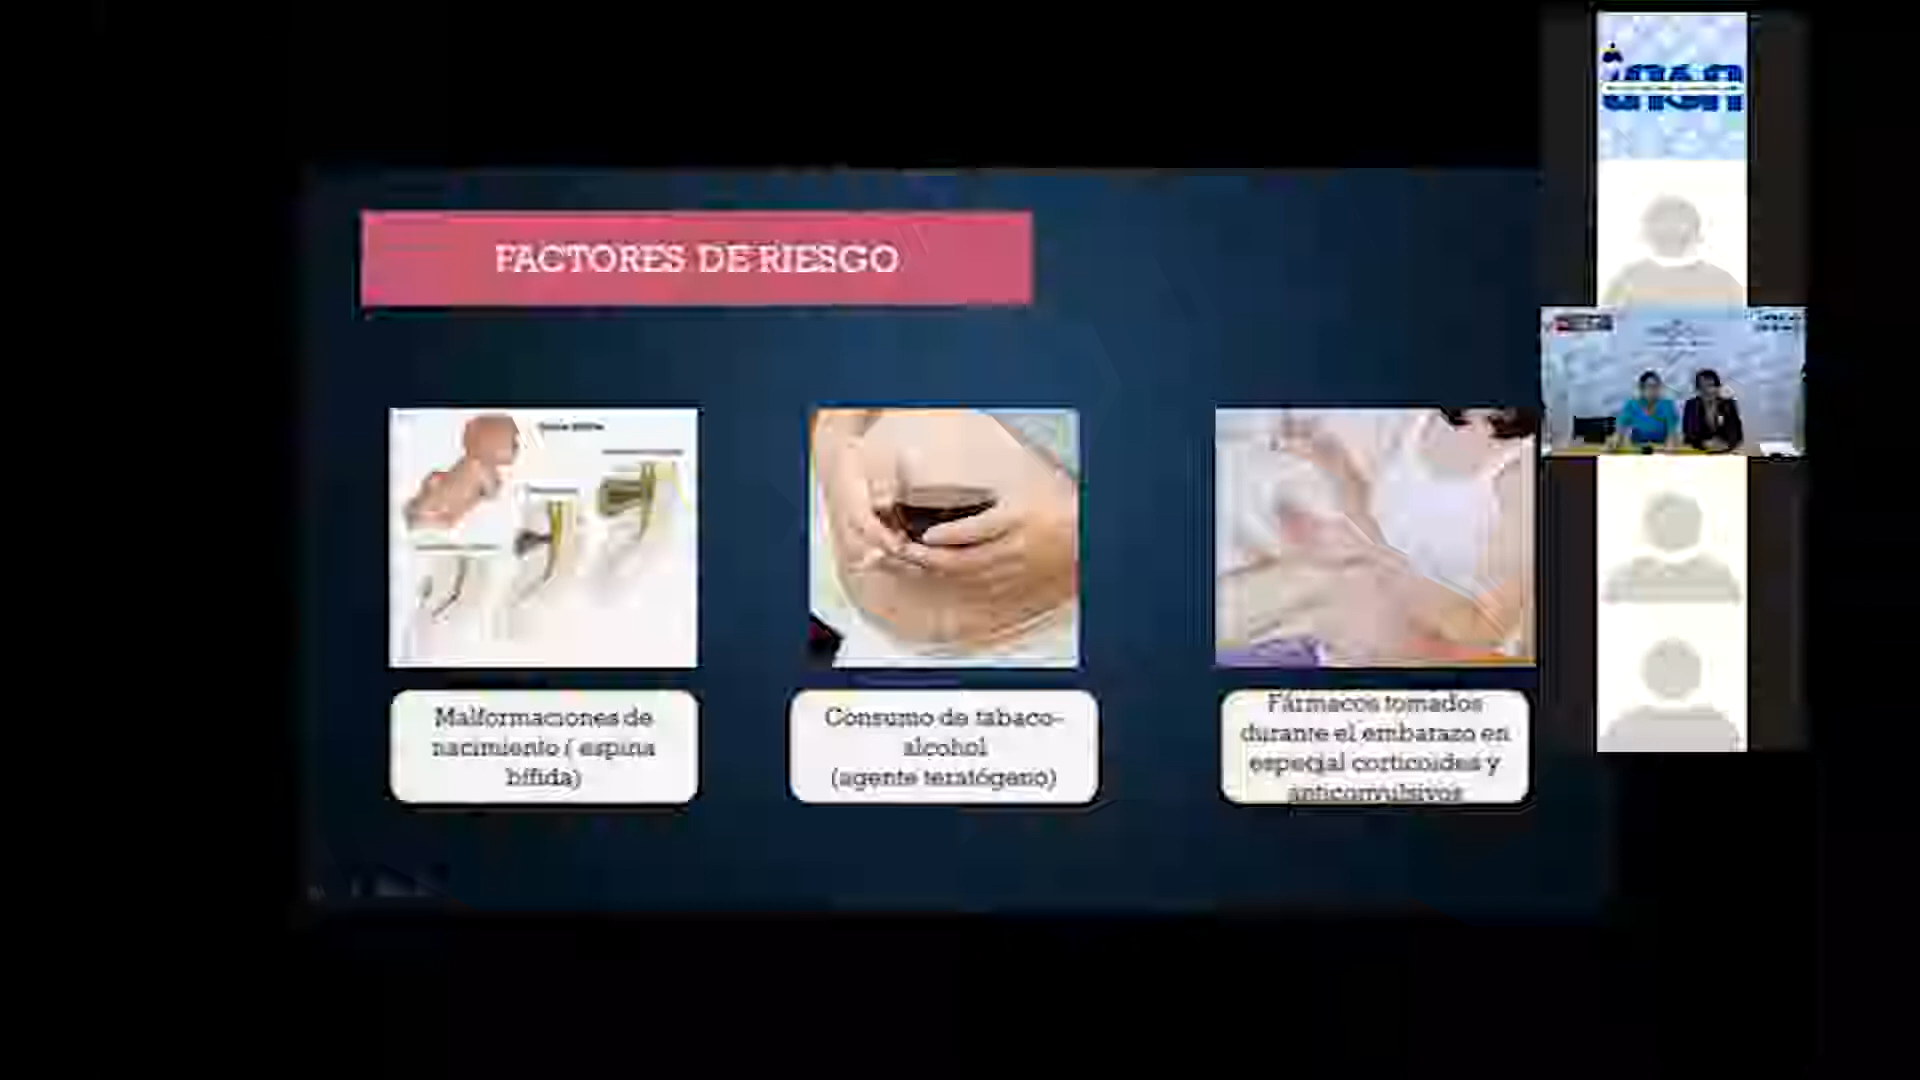 FACTORES DE RIESGO
Malformaciones de
nacimiento ( espina
bífida)
Consumo de tabaco-
alcohol
(agente teratógeno)
Fármacos tomados
durante el embarazo en
especial corticoides y
anticonvulsivos